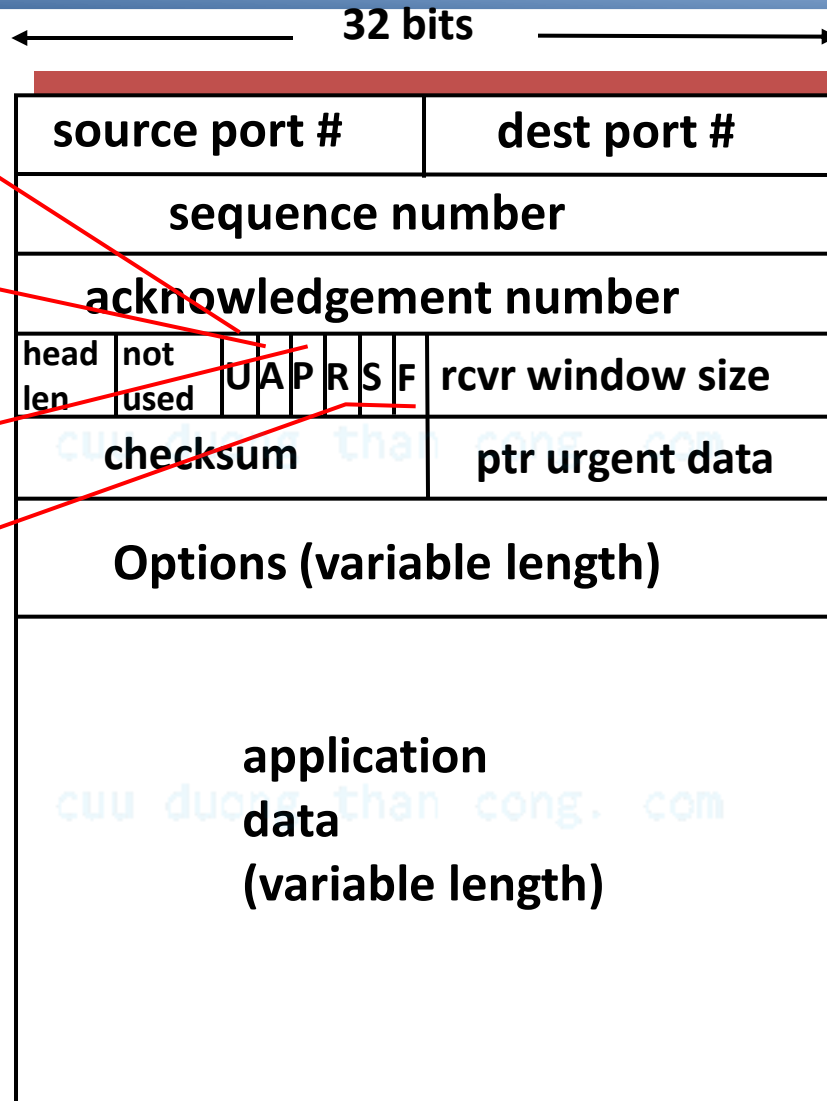 32 bits
source port # dest port #
sequence number
acknowledgement number
head len not used U A P R S F rcvr window size
checksum ptr urgent data
cuu duong than cong. com
Options (variable length)
application
data
cuu duong than cong. com
(variable length)